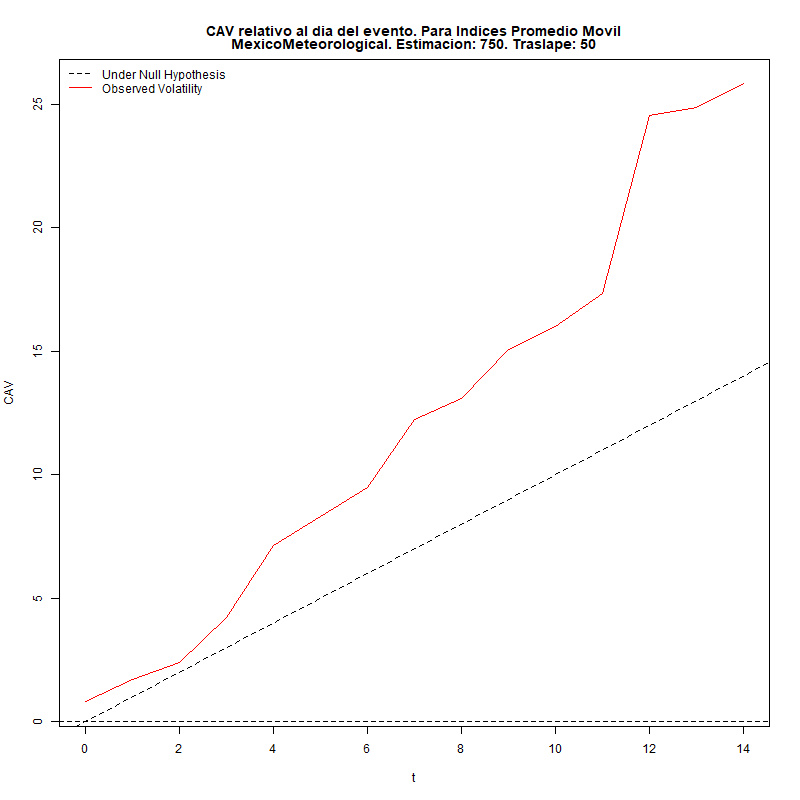 CAV relativo al dia del evento. Para Indices Promedio Movil
MexicoMeteorological. Estimacion: 750. Traslape: 50
Under Null Hypothesis
Observed Volatility
25
20
15
10
5
0
CAV
0 2 4 6 8 10 12 14
t